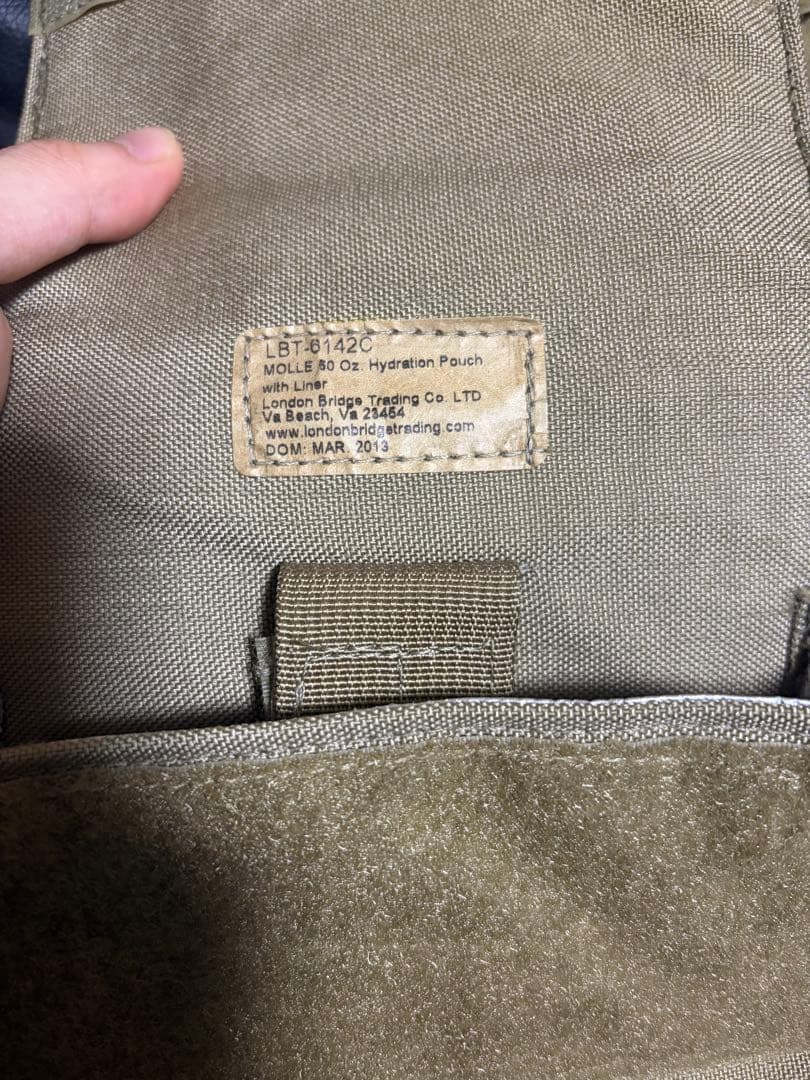 LBT-6142C
MOLLE 60 Oz. Hydration Pouch
with Liner
London Bridge Trading Co. LTD
Va Beach, Va 23454
www.londonbridgetrading.com
DOM: MAR. 2013